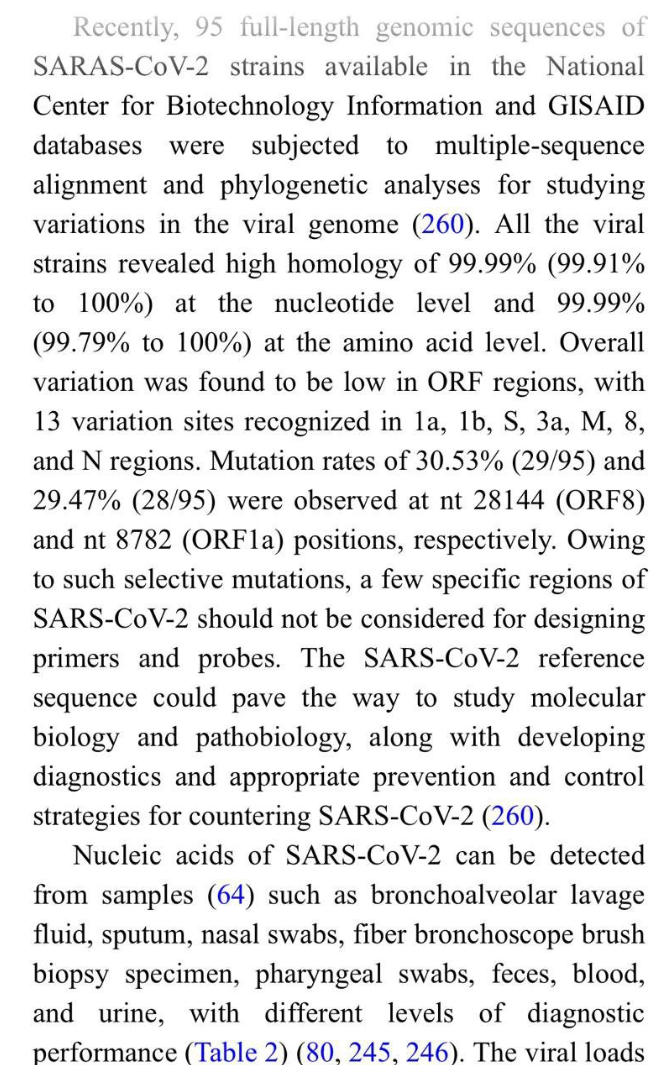 Recently, 95 full-length genomic sequences of
SARAS-CoV-2 strains available in the National
Center for Biotechnology Information and GISAID
databases were subjected to multiple-sequence
alignment and phylogenetic analyses for studying
variations in the viral genome (260). All the viral
strains revealed high homology of 99.99% (99.91%
to 100%) at the nucleotide level and 99.99%
(99.79% to 100%) at the amino acid level. Overall
variation was found to be low in ORF regions, with
13 variation sites recognized in 1a, 1b, S, 3a, M, 8,
and N regions. Mutation rates of 30.53% (29/95) and
29.47% (28/95) were observed at nt 28144 (ORF8)
and nt 8782 (ORF1a) positions, respectively. Owing
to such selective mutations, a few specific regions of
SARS-CoV-2 should not be considered for designing
primers and probes. The SARS-CoV-2 reference
sequence could pave the way to study molecular
biology and pathobiology, along with developing
diagnostics and appropriate prevention and control
strategies for countering SARS-CoV-2 (260).
Nucleic acids of SARS-CoV-2 can be detected
from samples (64) such as bronchoalveolar lavage
fluid, sputum, nasal swabs, fiber bronchoscope brush
biopsy specimen, pharyngeal swabs, feces, blood,
and urine, with different levels of diagnostic
performance (Table 2) (80, 245, 246). The viral loads